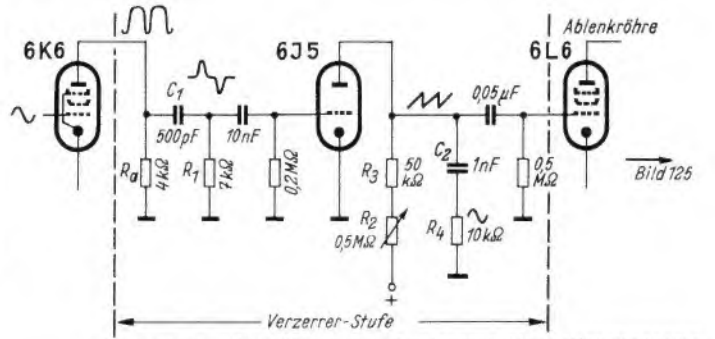 6K6
6J5
6L6
Ablenkröhre
C1
500pF
10nF
Ra
4kΩ
R1
7kΩ
0,2MΩ
R3
50
kΩ
R2
0,5MΩ
+
C2
1nF
R4
10kΩ
0,05µF
0,5
MΩ
Bild 125
Verzerrer-Stufe